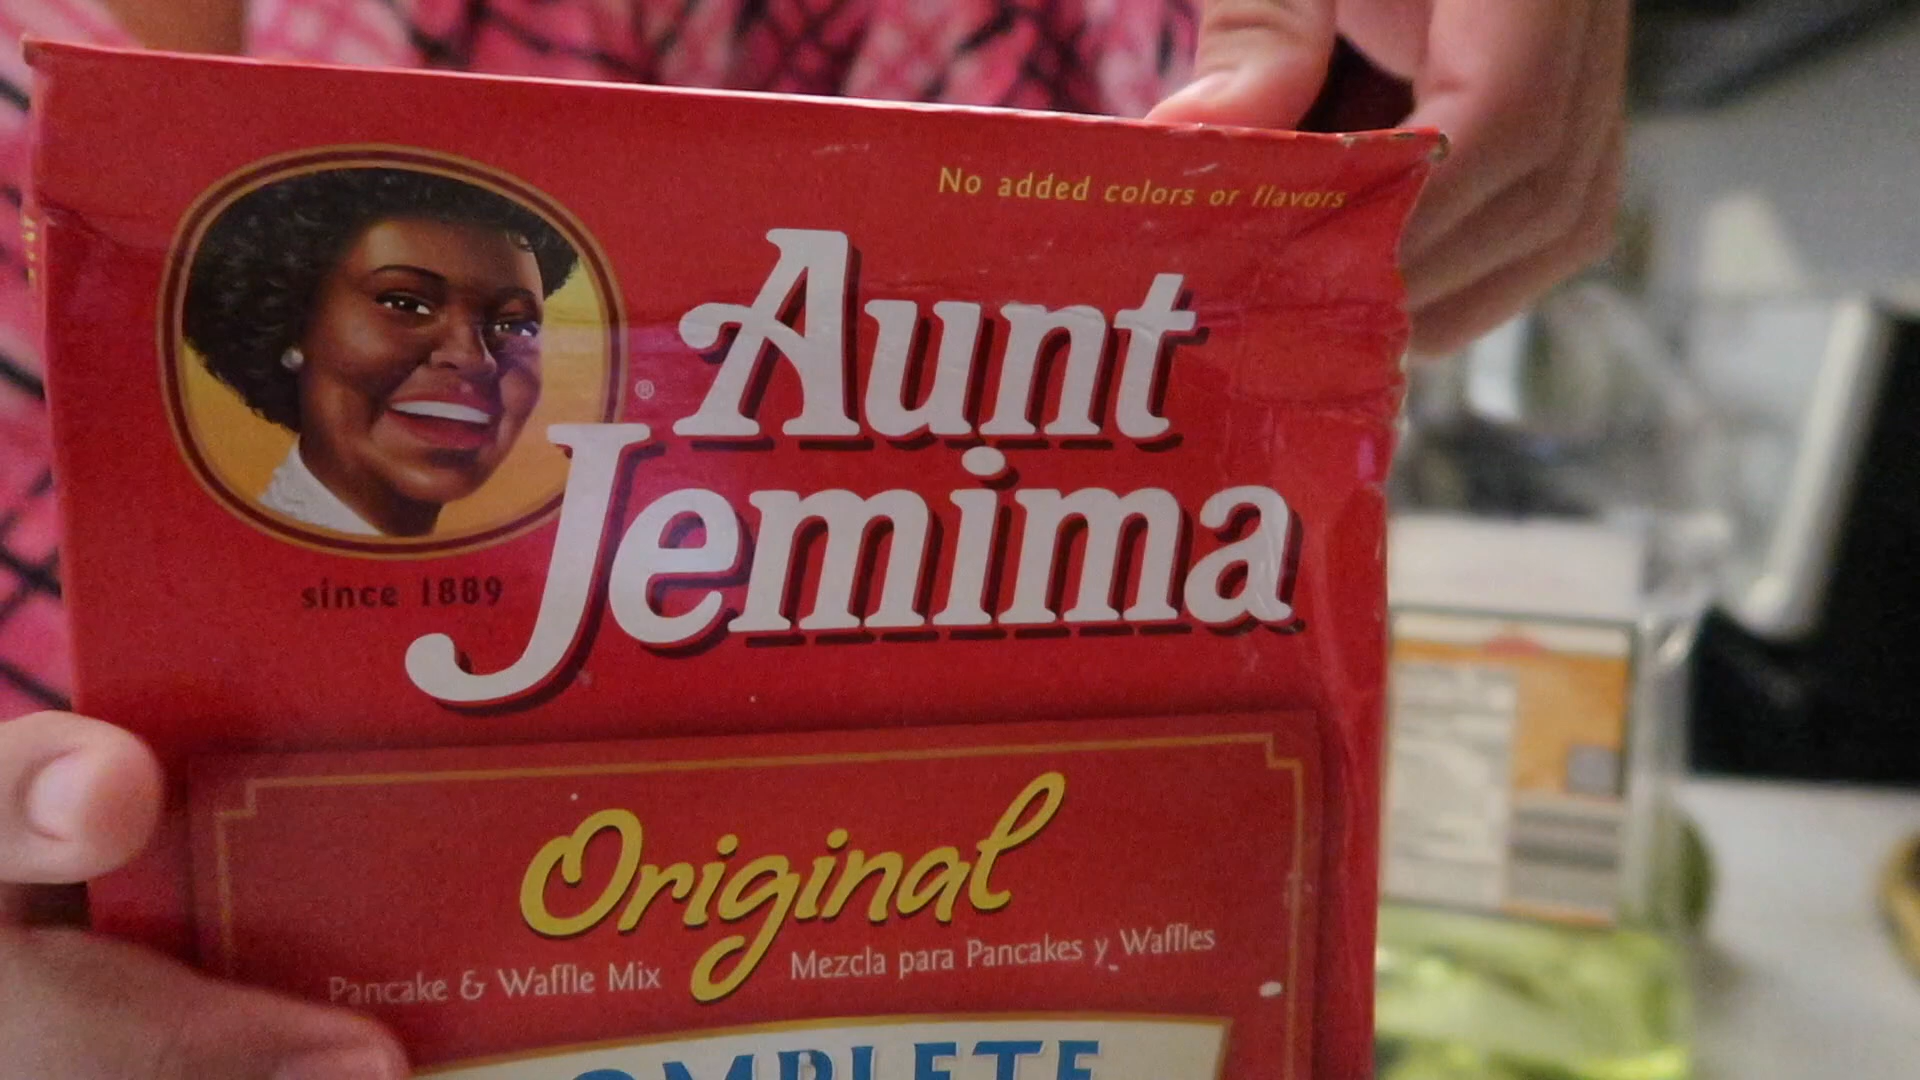 No added colors or flavors
Aunt
®
Jemima
since 1889
Original
Pancake & Waffle Mix
Mezcla para Pancakes y Waffles